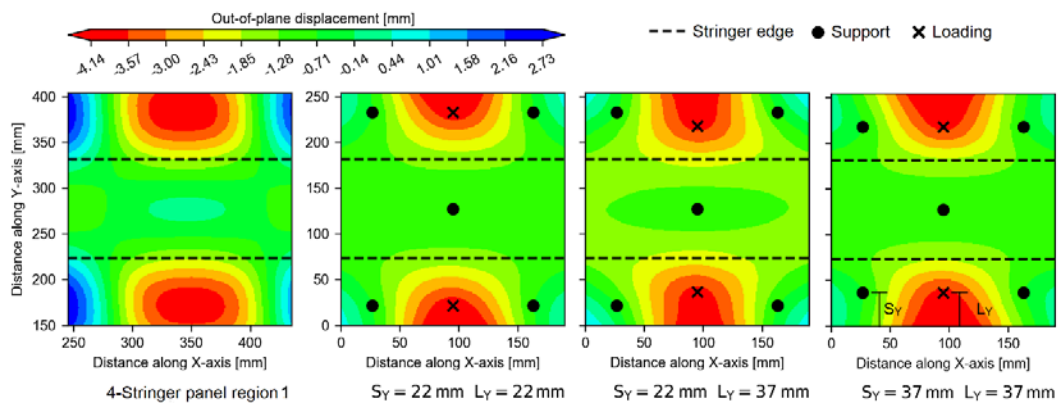 Out-of-plane displacement [mm]
-4.14 -3.57 -3.00 -2.43 -1.85 -1.28 -0.71 -0.14 0.44 1.01 1.58 2.16 2.73
Stringer edge Support Loading
Distance along Y-axis [mm]
400
350
300
250
200
150
250 300 350 400
Distance along X-axis [mm]
4-Stringer panel region 1
250
200
150
100
50
0
0 50 100 150
Distance along X-axis [mm]
S_Y = 22 mm L_Y = 22 mm
0 50 100 150
Distance along X-axis [mm]
S_Y = 22 mm L_Y = 37 mm
S_Y L_Y
0 50 100 150
Distance along X-axis [mm]
S_Y = 37 mm L_Y = 37 mm